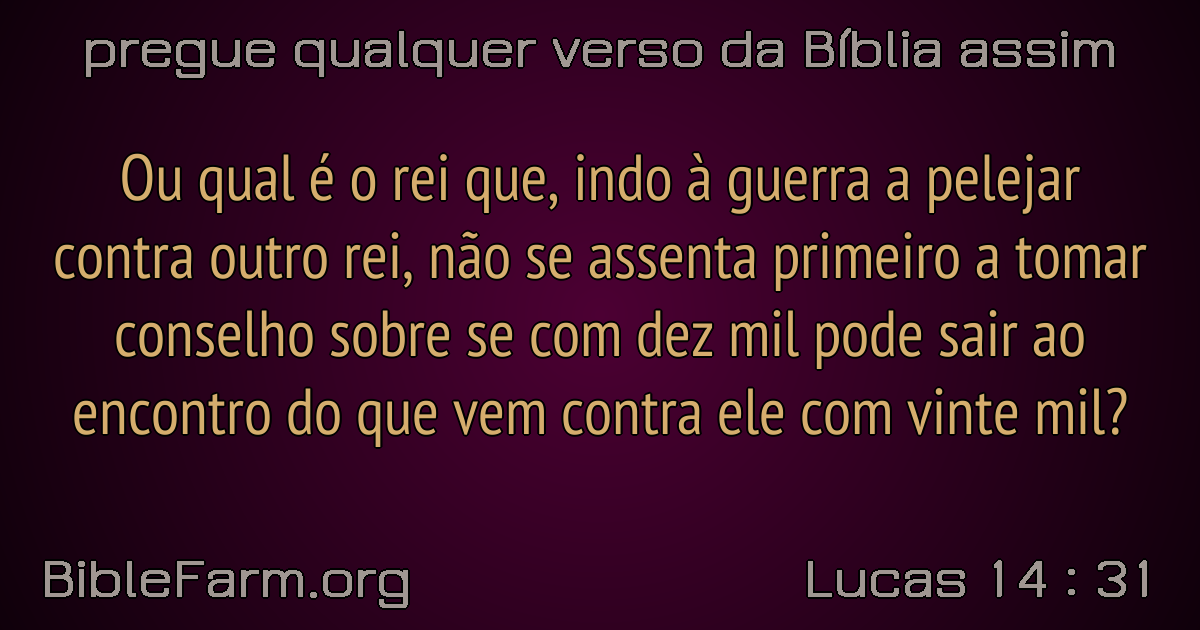 pregue qualquer verso da Bíblia assim
Ou qual é o rei que, indo à guerra a pelejar
contra outro rei, não se assenta primeiro a tomar
conselho sobre se com dez mil pode sair ao
encontro do que vem contra ele com vinte mil?
BibleFarm.org
Lucas 14 : 31